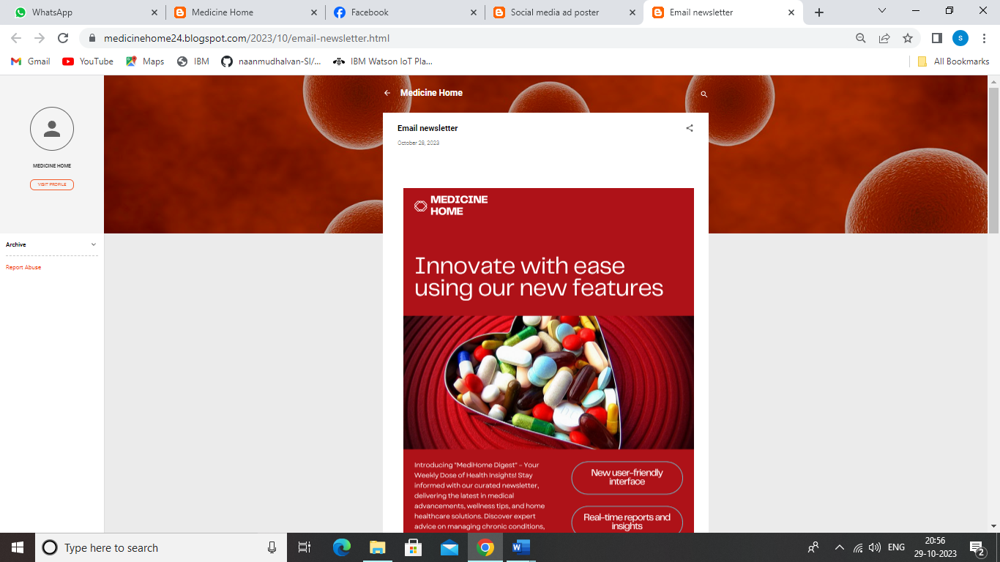 WhatsApp
Medicine Home
Facebook
Social media ad poster
Email newsletter
medicinehome24.blogspot.com/2023/10/email-newsletter.html
S
Gmail
YouTube
Maps
IBM
naanmudhalvan-SI/...
IBM Watson IoT Pla...
All Bookmarks
MEDICINE HOME
VISIT PROFILE
Archive
Report Abuse
Medicine Home
Email newsletter
October 28, 2023
MEDICINE
HOME
Innovate with ease
using our new features
Introducing "MediHome Digest" – Your
Weekly Dose of Health Insights! Stay
informed with our curated newsletter,
delivering the latest in medical
advancements, wellness tips, and home
healthcare solutions. Discover expert
advice on managing chronic conditions,
New user-friendly
interface
Real-time reports and
insights
Type here to search
W
ENG
20:56
29-10-2023
2